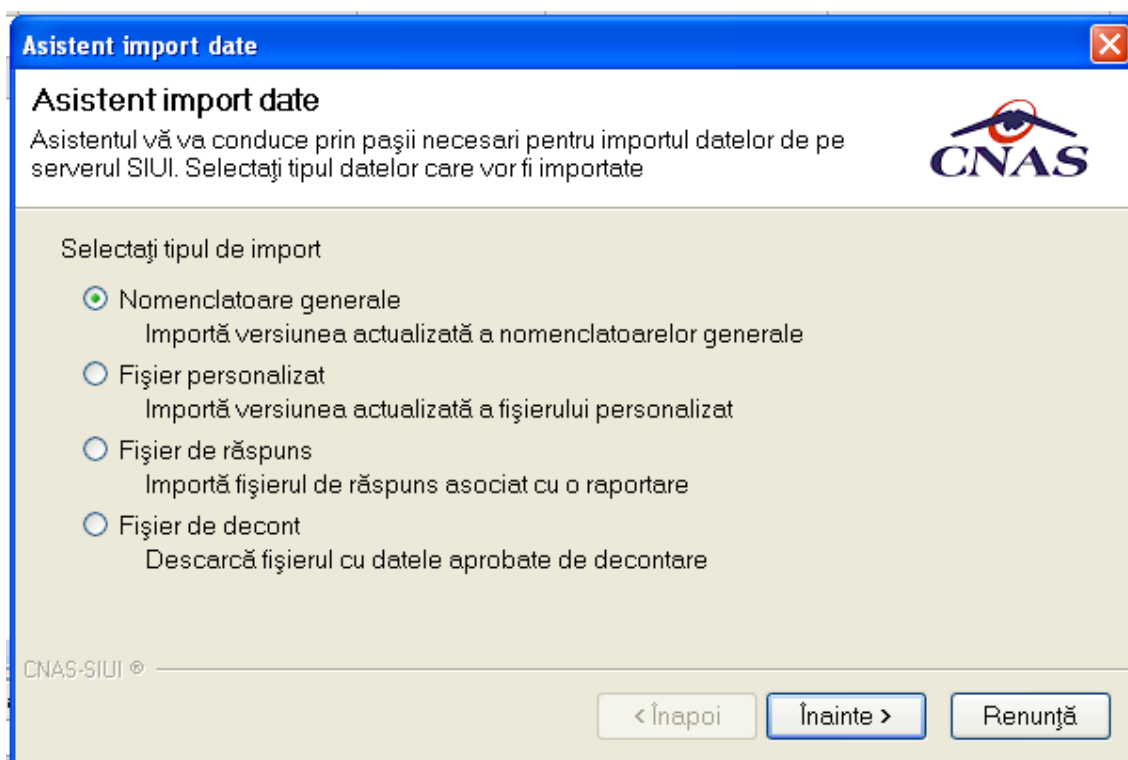 Asistent import date
Asistent import date
Asistentul vă va conduce prin paşii necesari pentru importul datelor de pe
serverul SIUI. Selectaţi tipul datelor care vor fi importate
CNAS
Selectaţi tipul de import
Nomenclatoare generale
Importă versiunea actualizată a nomenclatoarelor generale
Fişier personalizat
Importă versiunea actualizată a fişierului personalizat
Fişier de răspuns
Importă fişierul de răspuns asociat cu o raportare
Fişier de decont
Descarcă fişierul cu datele aprobate de decontare
CNAS-SIUI ®
< Înapoi
Înainte >
Renunţă